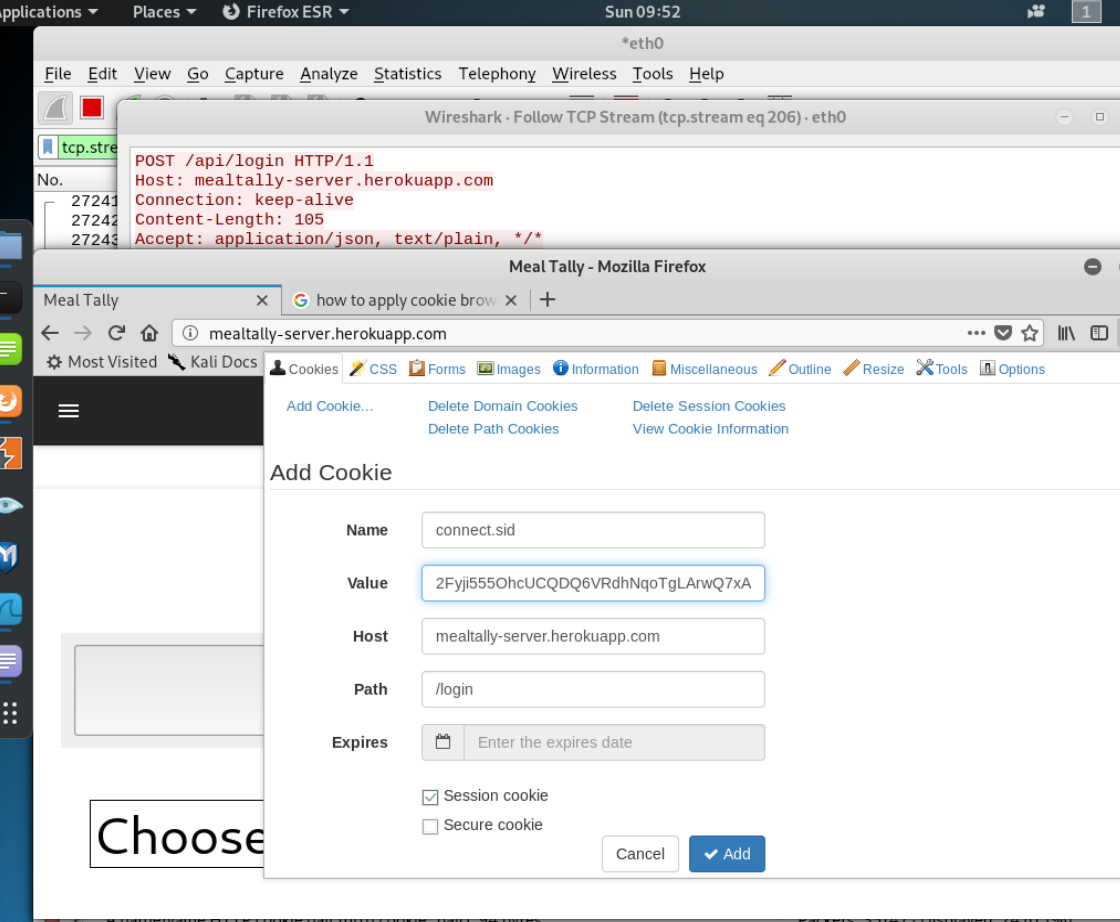 Applications Places Firefox ESR Sun 09:52 1
*eth0
File Edit View Go Capture Analyze Statistics Telephony Wireless Tools Help
Wireshark · Follow TCP Stream (tcp.stream eq 206) · eth0
tcp.stre
POST /api/login HTTP/1.1
No.
Host: mealtally-server.herokuapp.com
27241
Connection: keep-alive
27242
Content-Length: 105
27243
Accept: application/json, text/plain, */*
Meal Tally - Mozilla Firefox
Meal Tally
how to apply cookie brow
mealtally-server.herokuapp.com
Most Visited Kali Docs
Cookies CSS Forms Images Information Miscellaneous Outline Resize Tools Options
Add Cookie... Delete Domain Cookies Delete Session Cookies
Delete Path Cookies View Cookie Information
Add Cookie
Name connect.sid
Value 2Fyji555OhcUCQDQ6VRdhNqoTgLArwQ7xA
Host mealtally-server.herokuapp.com
Path /login
Expires Enter the expires date
Session cookie
Secure cookie
Choose
Cancel Add